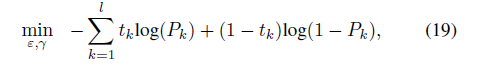 min ε,γ −∑_{k=1}^{l} t_k log(P_k) + (1 − t_k)log(1 − P_k), (19)